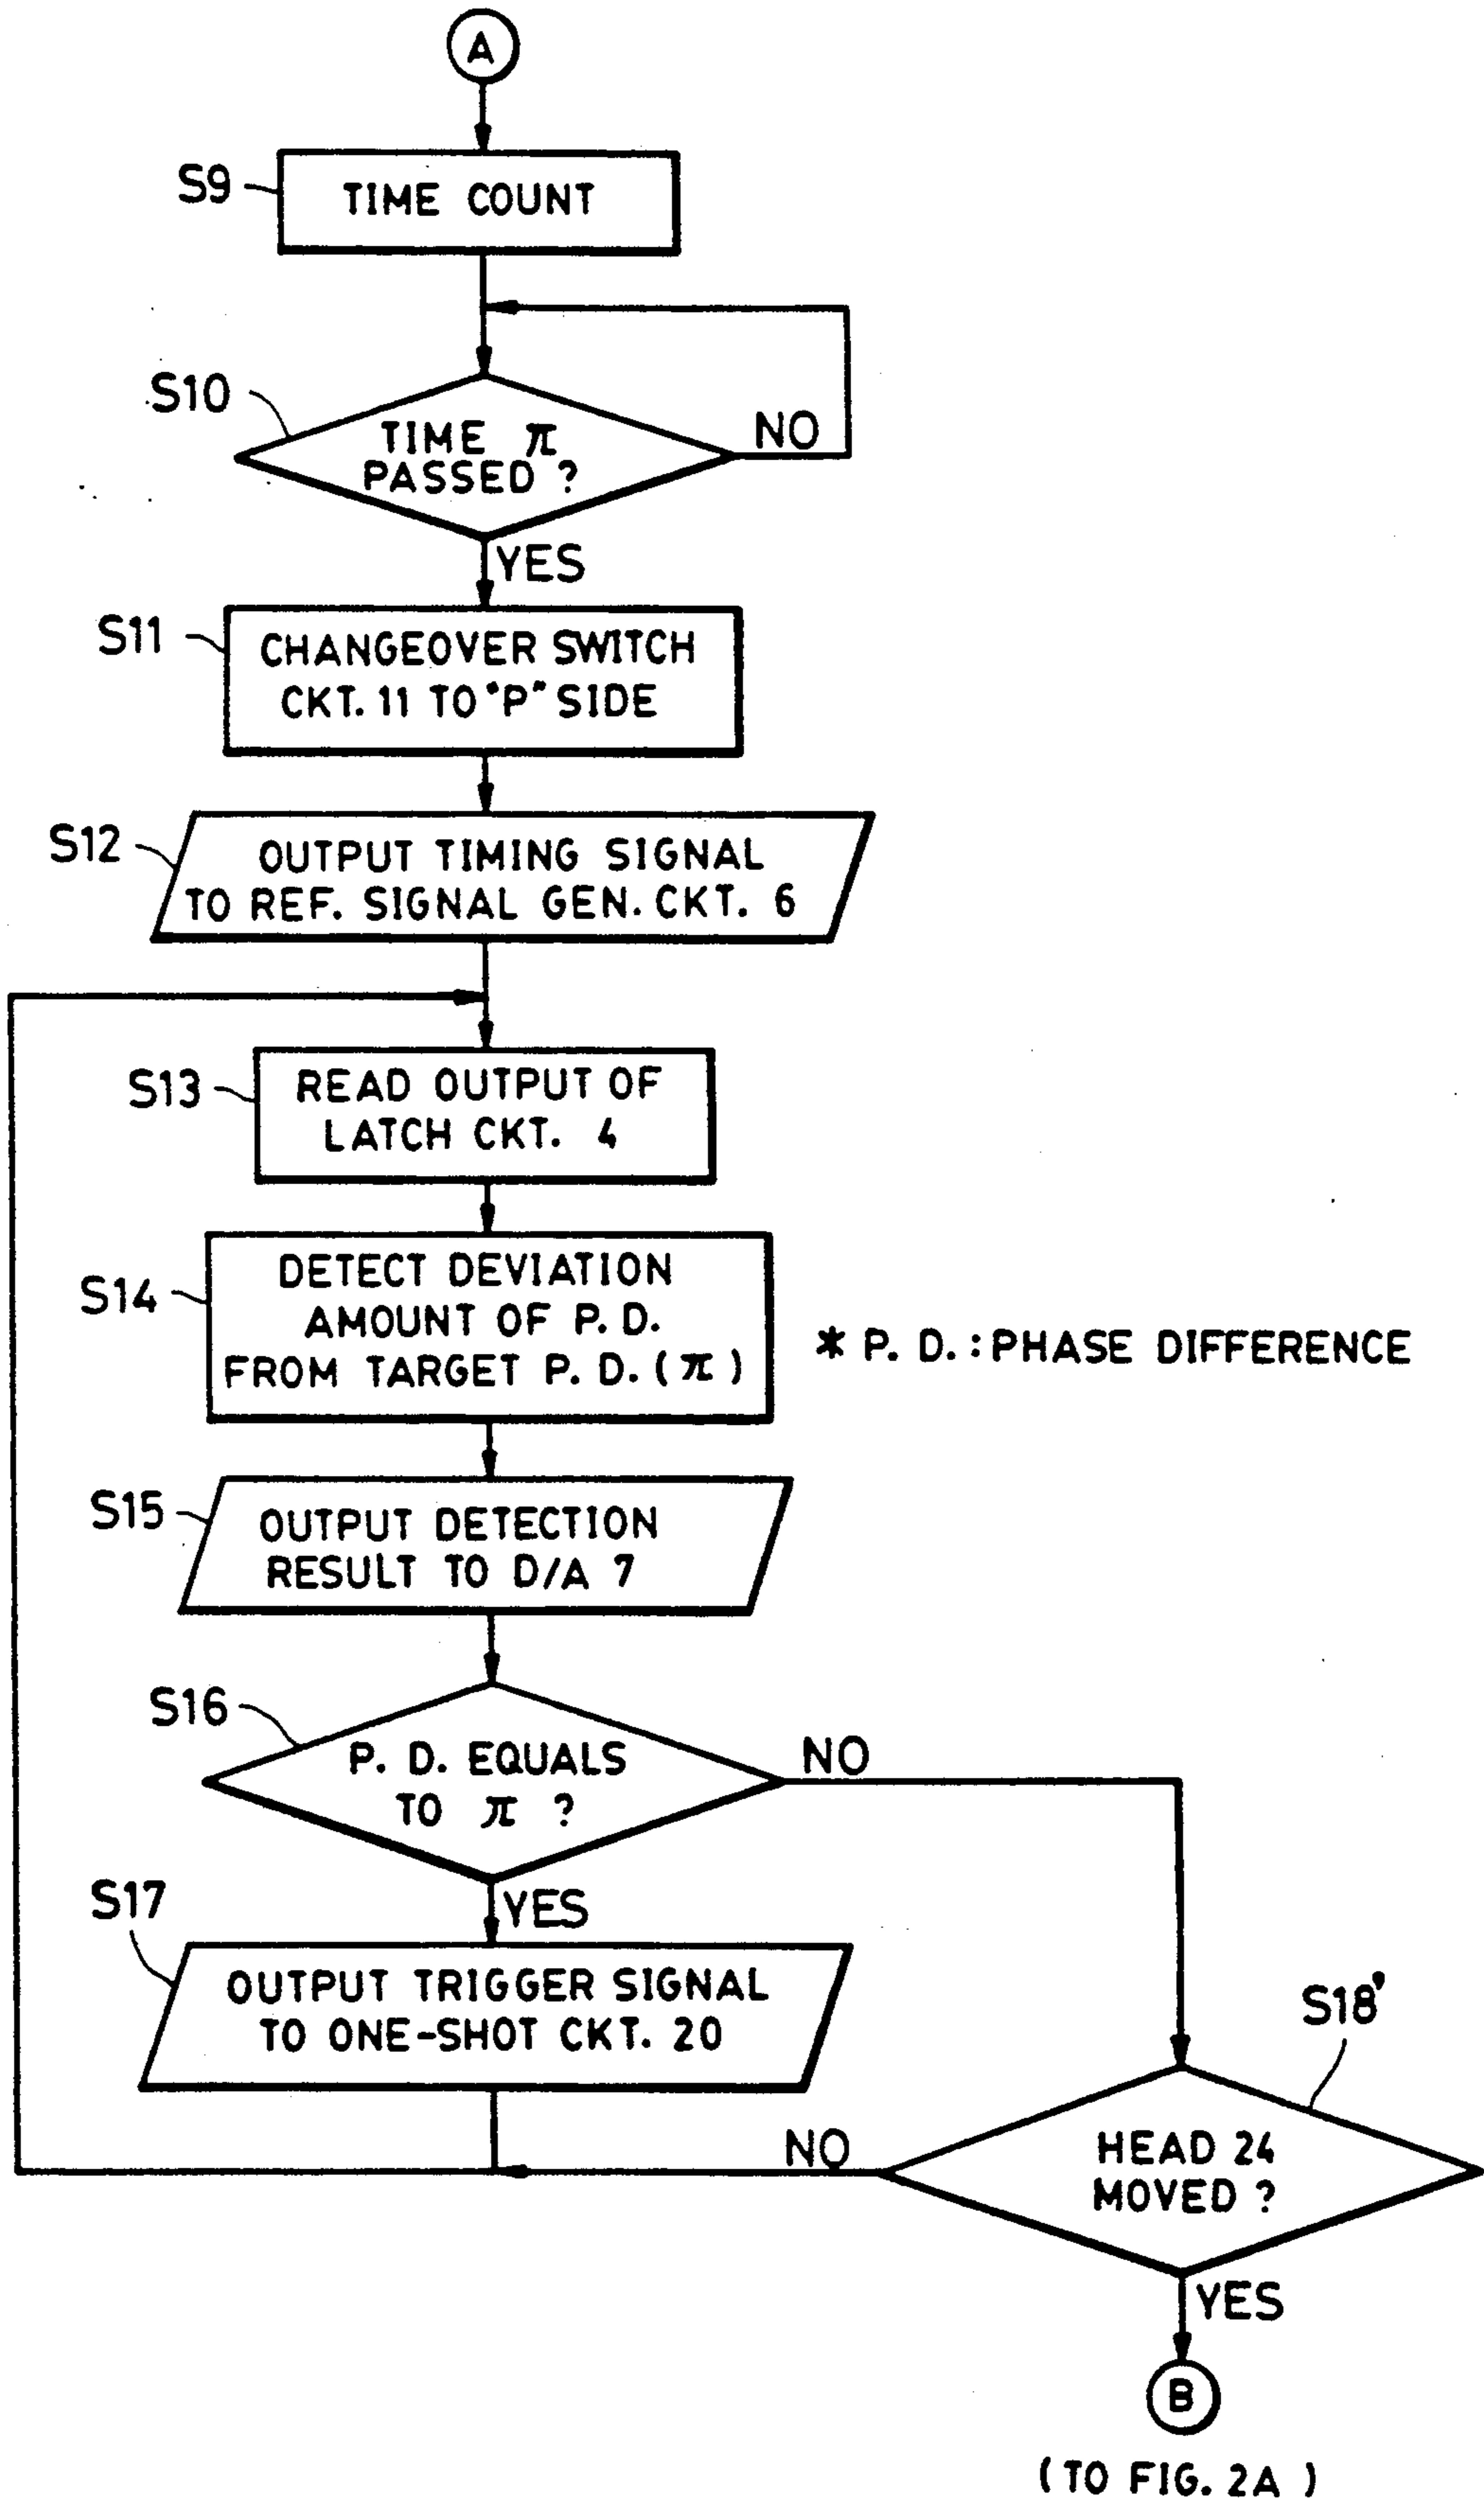 A
S9
TIME COUNT
S10
TIME π
PASSED ?
NO
YES
S11
CHANGEOVER SWITCH
CKT. 11 TO "P" SIDE
S12
OUTPUT TIMING SIGNAL
TO REF. SIGNAL GEN. CKT. 6
S13
READ OUTPUT OF
LATCH CKT. 4
S14
DETECT DEVIATION
AMOUNT OF P. D.
FROM TARGET P. D. ( π )
* P. D. : PHASE DIFFERENCE
S15
OUTPUT DETECTION
RESULT TO D/A 7
S16
P. D. EQUALS
TO π ?
NO
YES
S17
OUTPUT TRIGGER SIGNAL
TO ONE-SHOT CKT. 20
S18'
HEAD 24
MOVED ?
NO
YES
B
( TO FIG. 2A )